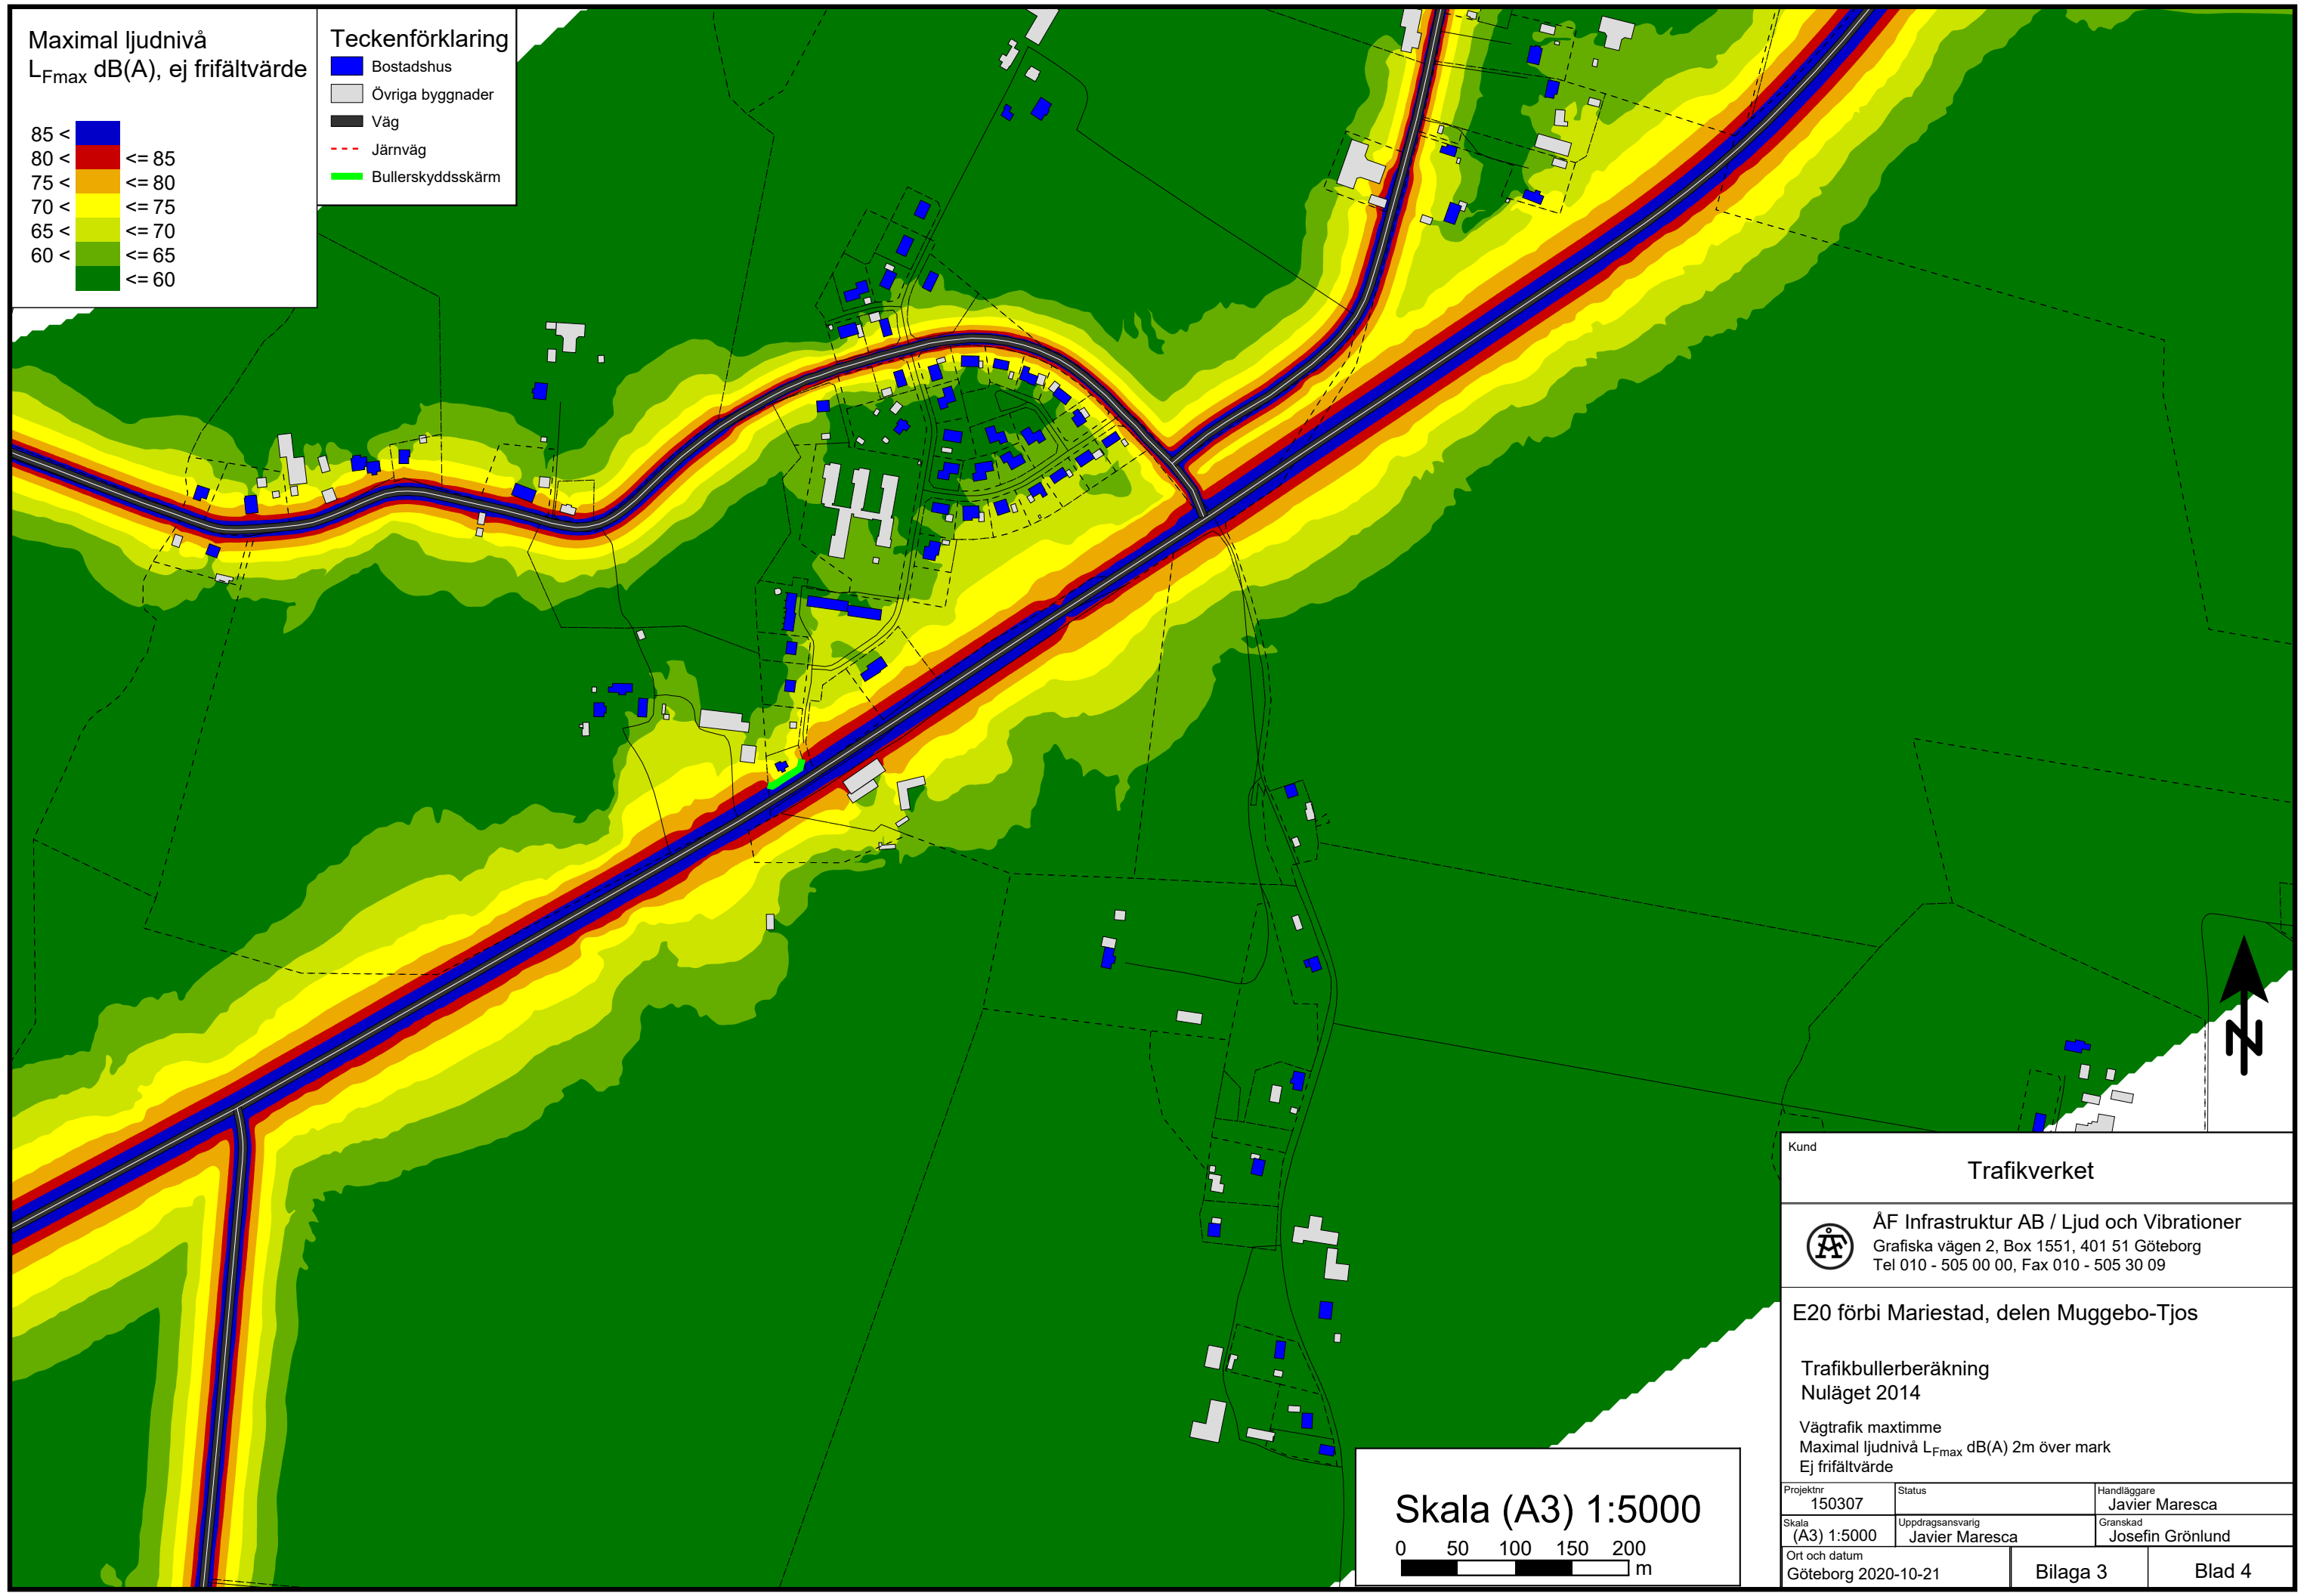 Maximal ljudnivå
LFmax dB(A), ej frifältvärde
85 <
80 < <= 85
75 < <= 80
70 < <= 75
65 < <= 70
60 < <= 65
<= 60
Teckenförklaring
Bostadshus
Övriga byggnader
Väg
Järnväg
Bullerskyddsskärm
N
Skala (A3) 1:5000
0 50 100 150 200
m
Kund
Trafikverket
ÅF
ÅF Infrastruktur AB / Ljud och Vibrationer
Grafiska vägen 2, Box 1551, 401 51 Göteborg
Tel 010 - 505 00 00, Fax 010 - 505 30 09
E20 förbi Mariestad, delen Muggebo-Tjos
Trafikbullerberäkning
Nuläget 2014
Vägtrafik maxtimme
Maximal ljudnivå LFmax dB(A) 2m över mark
Ej frifältvärde
Projektnr
150307
Status
Handläggare
Javier Maresca
Skala
(A3) 1:5000
Uppdragsansvarig
Javier Maresca
Granskad
Josefin Grönlund
Ort och datum
Göteborg 2020-10-21
Bilaga 3
Blad 4